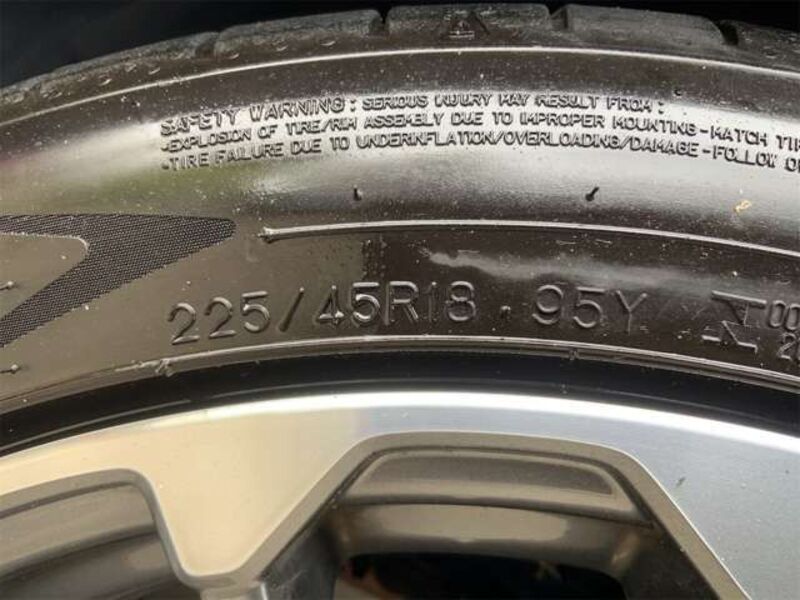 SAFETY WARNING: SERIOUS INJURY MAY RESULT FROM:
-EXPLOSION OF TIRE/RIM ASSEMBLY DUE TO IMPROPER MOUNTING-MATCH
-TIRE FAILURE DUE TO UNDERINFLATION/OVERLOADING/DAMAGE-FOLLOW
225/45R18 95Y